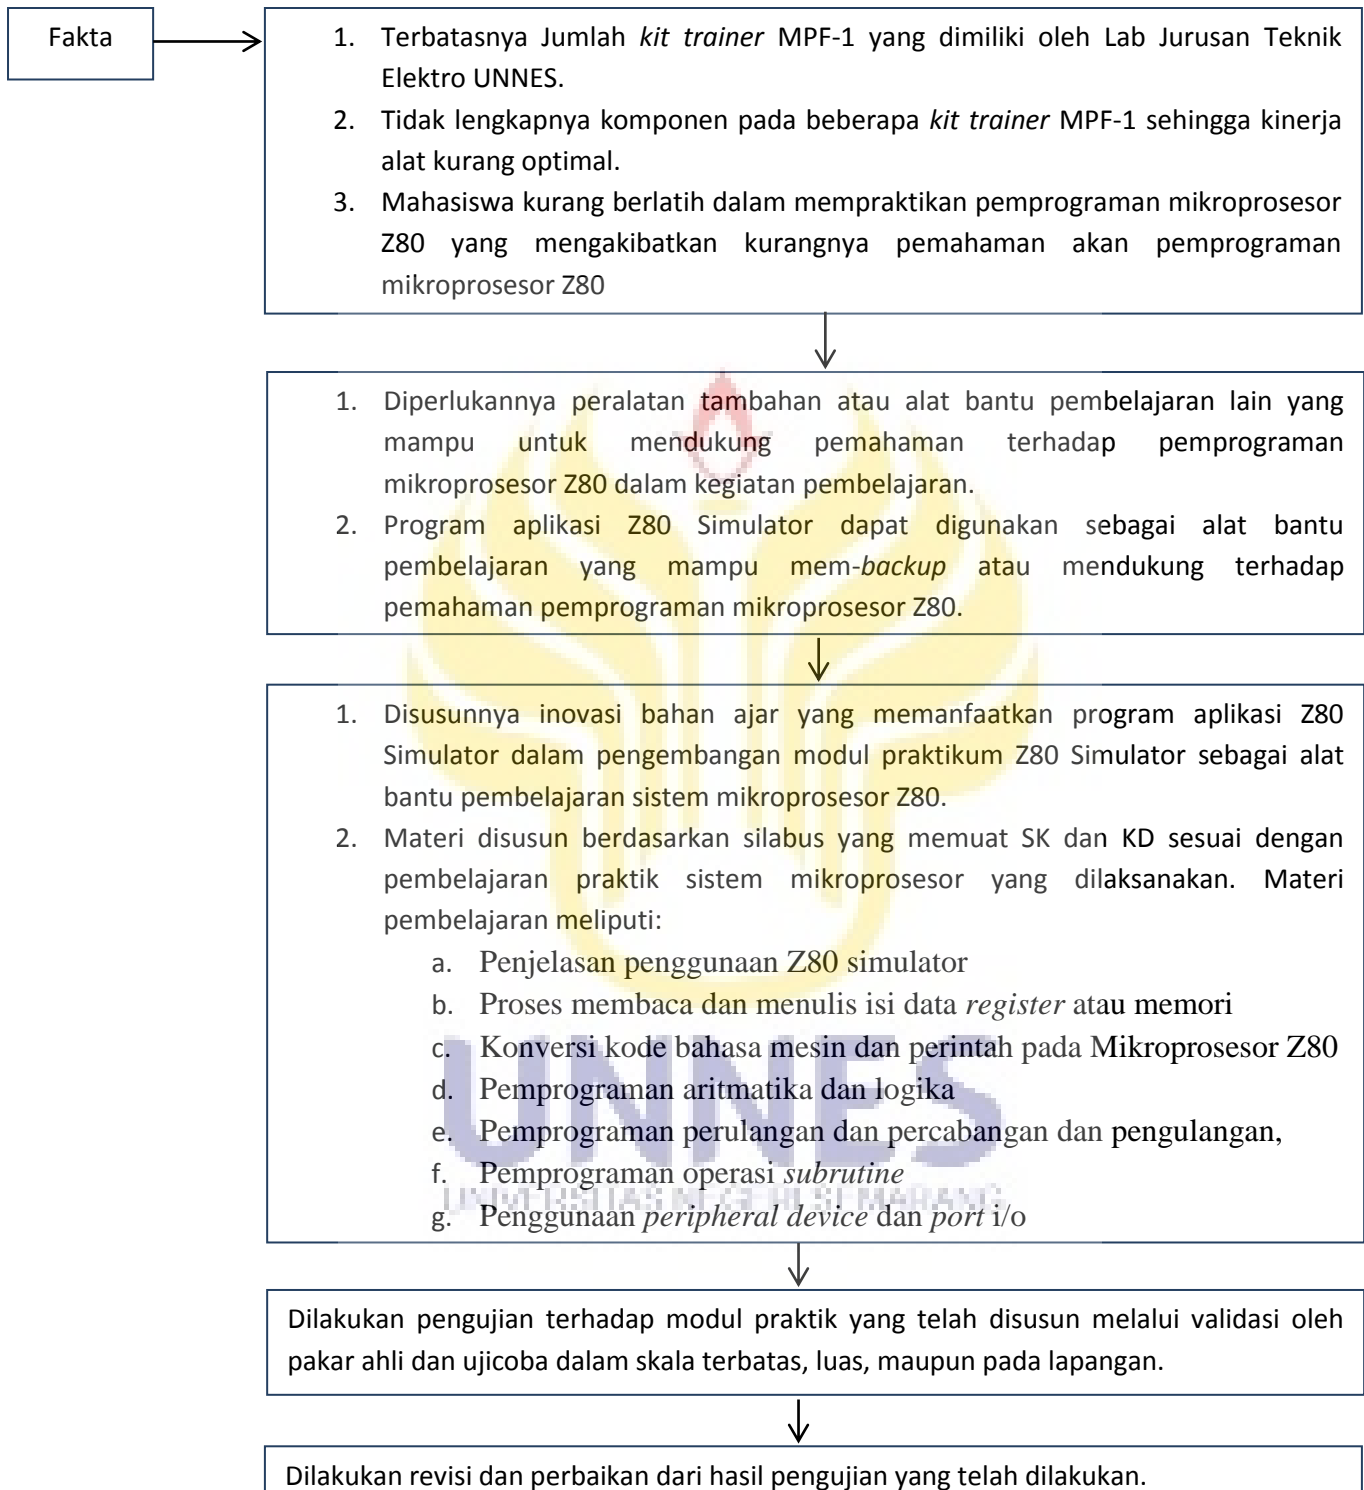 Fakta
1. Terbatasnya Jumlah kit trainer MPF-1 yang dimiliki oleh Lab Jurusan Teknik
Elektro UNNES.
2. Tidak lengkapnya komponen pada beberapa kit trainer MPF-1 sehingga kinerja
alat kurang optimal.
3. Mahasiswa kurang berlatih dalam mempraktikan pemprograman mikroprosesor
Z80 yang mengakibatkan kurangnya pemahaman akan pemprograman
mikroprosesor Z80
1. Diperlukannya peralatan tambahan atau alat bantu pembelajaran lain yang
mampu untuk mendukung pemahaman terhadap pemprograman
mikroprosesor Z80 dalam kegiatan pembelajaran.
2. Program aplikasi Z80 Simulator dapat digunakan sebagai alat bantu
pembelajaran yang mampu mem-backup atau mendukung terhadap
pemahaman pemprograman mikroprosesor Z80.
1. Disusunnya inovasi bahan ajar yang memanfaatkan program aplikasi Z80
Simulator dalam pengembangan modul praktikum Z80 Simulator sebagai alat
bantu pembelajaran sistem mikroprosesor Z80.
2. Materi disusun berdasarkan silabus yang memuat SK dan KD sesuai dengan
pembelajaran praktik sistem mikroprosesor yang dilaksanakan. Materi
pembelajaran meliputi:
a. Penjelasan penggunaan Z80 simulator
b. Proses membaca dan menulis isi data register atau memori
c. Konversi kode bahasa mesin dan perintah pada Mikroprosesor Z80
d. Pemprograman aritmatika dan logika
e. Pemprograman perulangan dan percabangan dan pengulangan,
f. Pemprograman operasi subrutine
g. Penggunaan peripheral device dan port i/o
UNNES
UNIVERSITAS NEGERI SEMARANG
Dilakukan pengujian terhadap modul praktik yang telah disusun melalui validasi oleh
pakar ahli dan ujicoba dalam skala terbatas, luas, maupun pada lapangan.
Dilakukan revisi dan perbaikan dari hasil pengujian yang telah dilakukan.